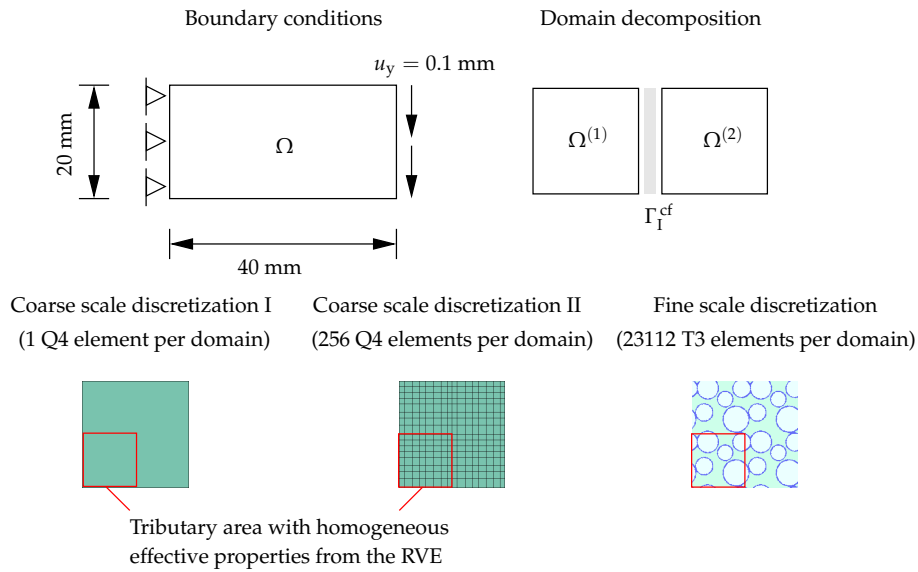 Boundary conditions
Domain decomposition
u_y = 0.1 mm
20 mm
Ω
Ω^(1)
Ω^(2)
Γ_I^cf
40 mm
Coarse scale discretization I
(1 Q4 element per domain)
Coarse scale discretization II
(256 Q4 elements per domain)
Fine scale discretization
(23112 T3 elements per domain)
Tributary area with homogeneous
effective properties from the RVE